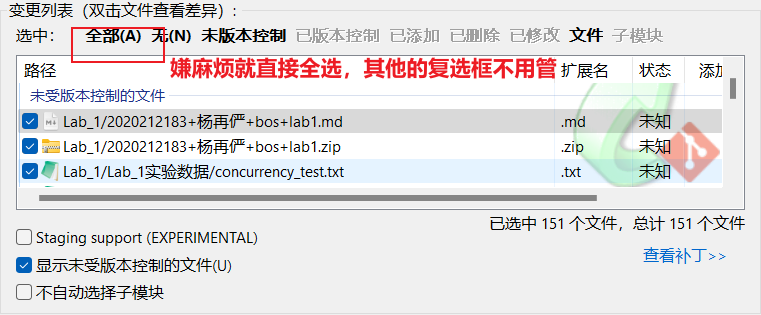 变更列表（双击文件查看差异）:
选中： 全部(A) 无(N) 未版本控制 已版本控制 已添加 已删除 已修改 文件 子模块
嫌麻烦就直接全选，其他的复选框不用管
路径 扩展名 状态 添加
未受版本控制的文件
Lab_1/2020212183+杨再俨+bos+lab1.md .md 未知
Lab_1/2020212183+杨再俨+bos+lab1.zip .zip 未知
Lab_1/Lab_1实验数据/concurrency_test.txt .txt 未知
已选中 151 个文件，总计 151 个文件
Staging support (EXPERIMENTAL)
查看补丁>>
显示未受版本控制的文件(U)
不自动选择子模块